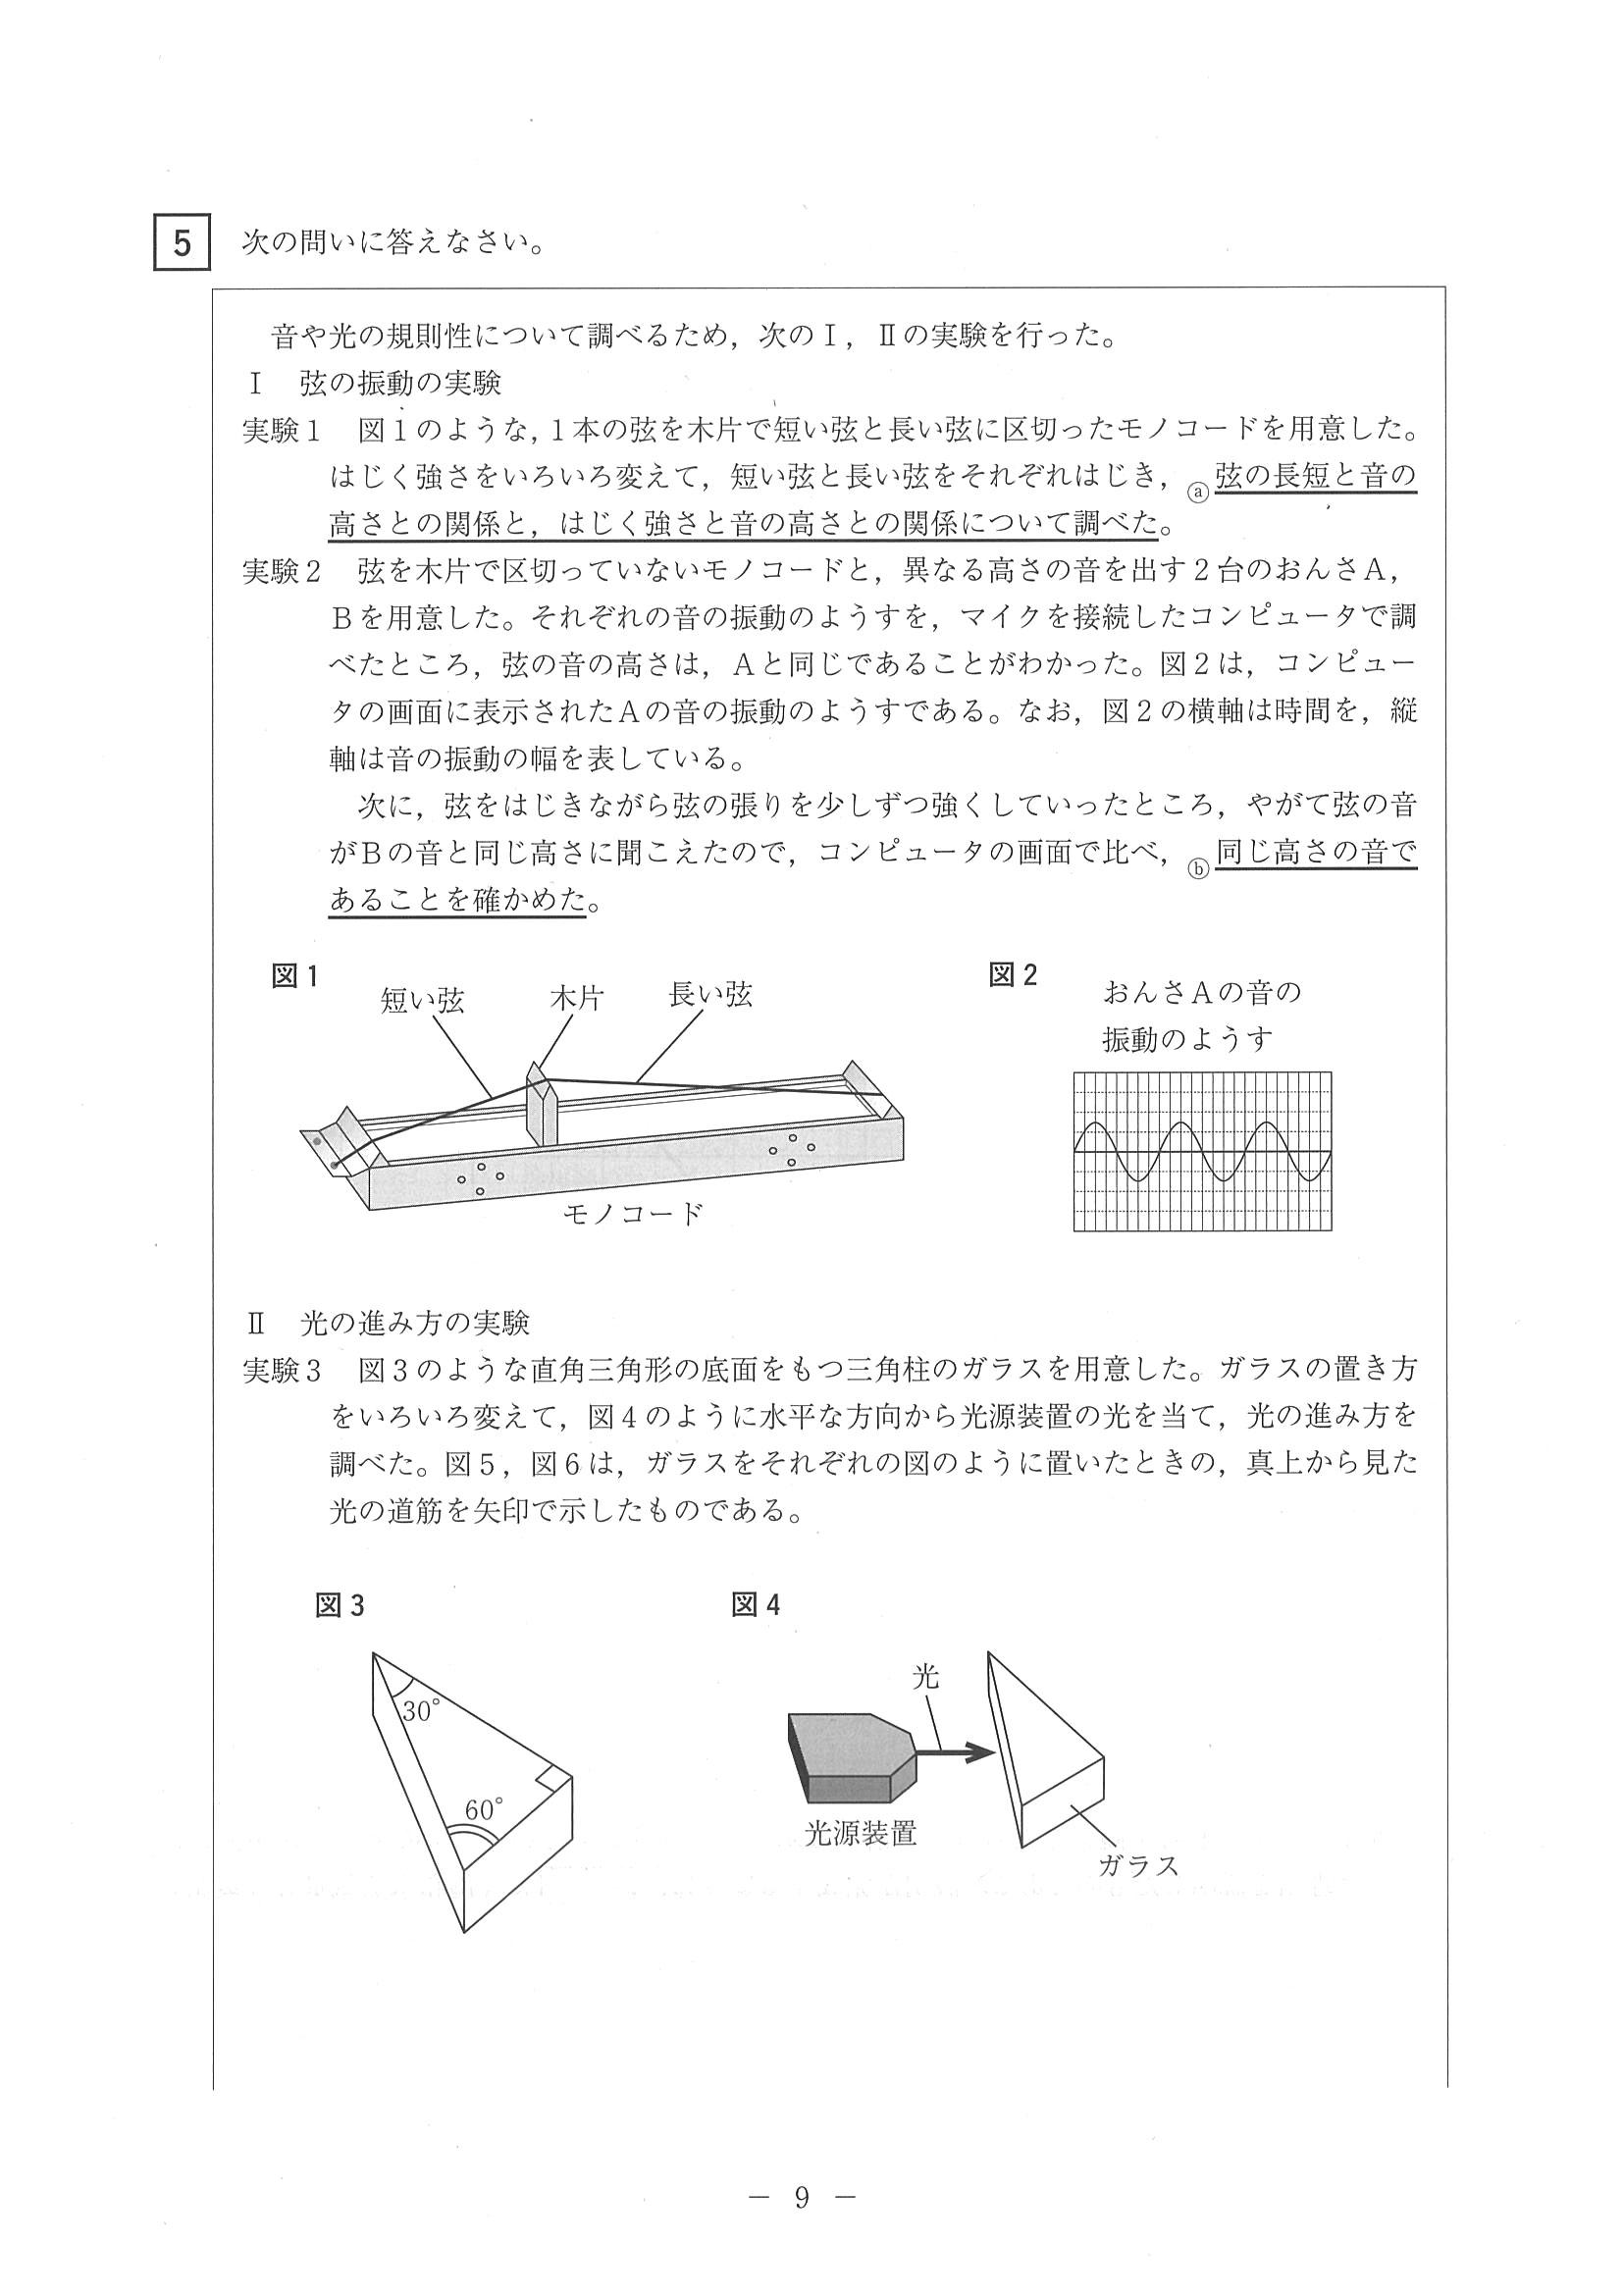 5 次の問いに答えなさい。
音や光の規則性について調べるため，次のⅠ，Ⅱの実験を行った。
Ⅰ 弦の振動の実験
実験１ 図１のような，１本の弦を木片で短い弦と長い弦に区切ったモノコードを用意した。
はじく強さをいろいろ変えて，短い弦と長い弦をそれぞれはじき，ⓐ弦の長短と音の
高さとの関係と，はじく強さと音の高さとの関係について調べた。
実験２ 弦を木片で区切っていないモノコードと，異なる高さの音を出す２台のおんさＡ，
Ｂを用意した。それぞれの音の振動のようすを，マイクを接続したコンピュータで調
べたところ，弦の音の高さは，Ａと同じであることがわかった。図２は，コンピュー
タの画面に表示されたＡの音の振動のようすである。なお，図２の横軸は時間を，縦
軸は音の振動の幅を表している。
次に，弦をはじきながら弦の張りを少しずつ強くしていったところ，やがて弦の音
がＢの音と同じ高さに聞こえたので，コンピュータの画面で比べ，ⓑ同じ高さの音で
あることを確かめた。
図１
短い弦 木片 長い弦
モノコード
図２
おんさＡの音の
振動のようす
Ⅱ 光の進み方の実験
実験３ 図３のような直角三角形の底面をもつ三角柱のガラスを用意した。ガラスの置き方
をいろいろ変えて，図４のように水平な方向から光源装置の光を当て，光の進み方を
調べた。図５，図６は，ガラスをそれぞれの図のように置いたときの，真上から見た
光の道筋を矢印で示したものである。
図３
30°
60°
図４
光
光源装置
ガラス
－ 9 －